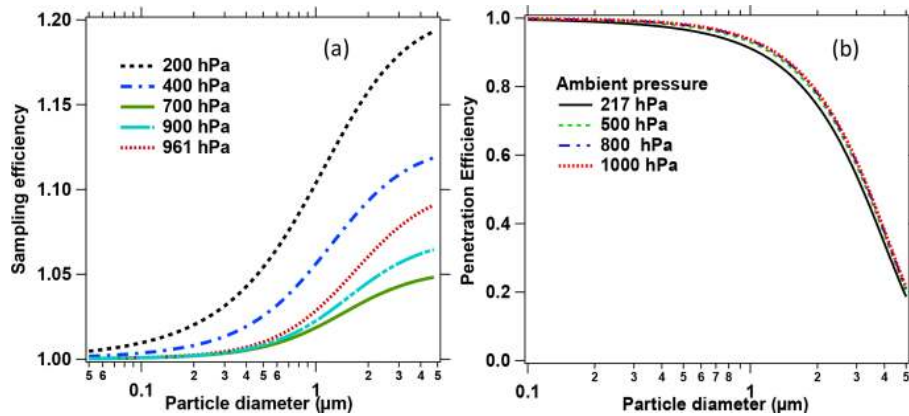 (a)
1.20
1.15
1.10
1.05
1.00
Sampling efficiency
200 hPa
400 hPa
700 hPa
900 hPa
961 hPa
5 6 0.1 2 3 4 5 6 1 2 3 4 5
Particle diameter (µm)
(b)
1.0
0.8
0.6
0.4
0.2
0.0
Penetration Efficiency
Ambient pressure
217 hPa
500 hPa
800 hPa
1000 hPa
0.1 2 3 4 5 6 7 8 1 2 3 4 5
Particle diameter (µm)